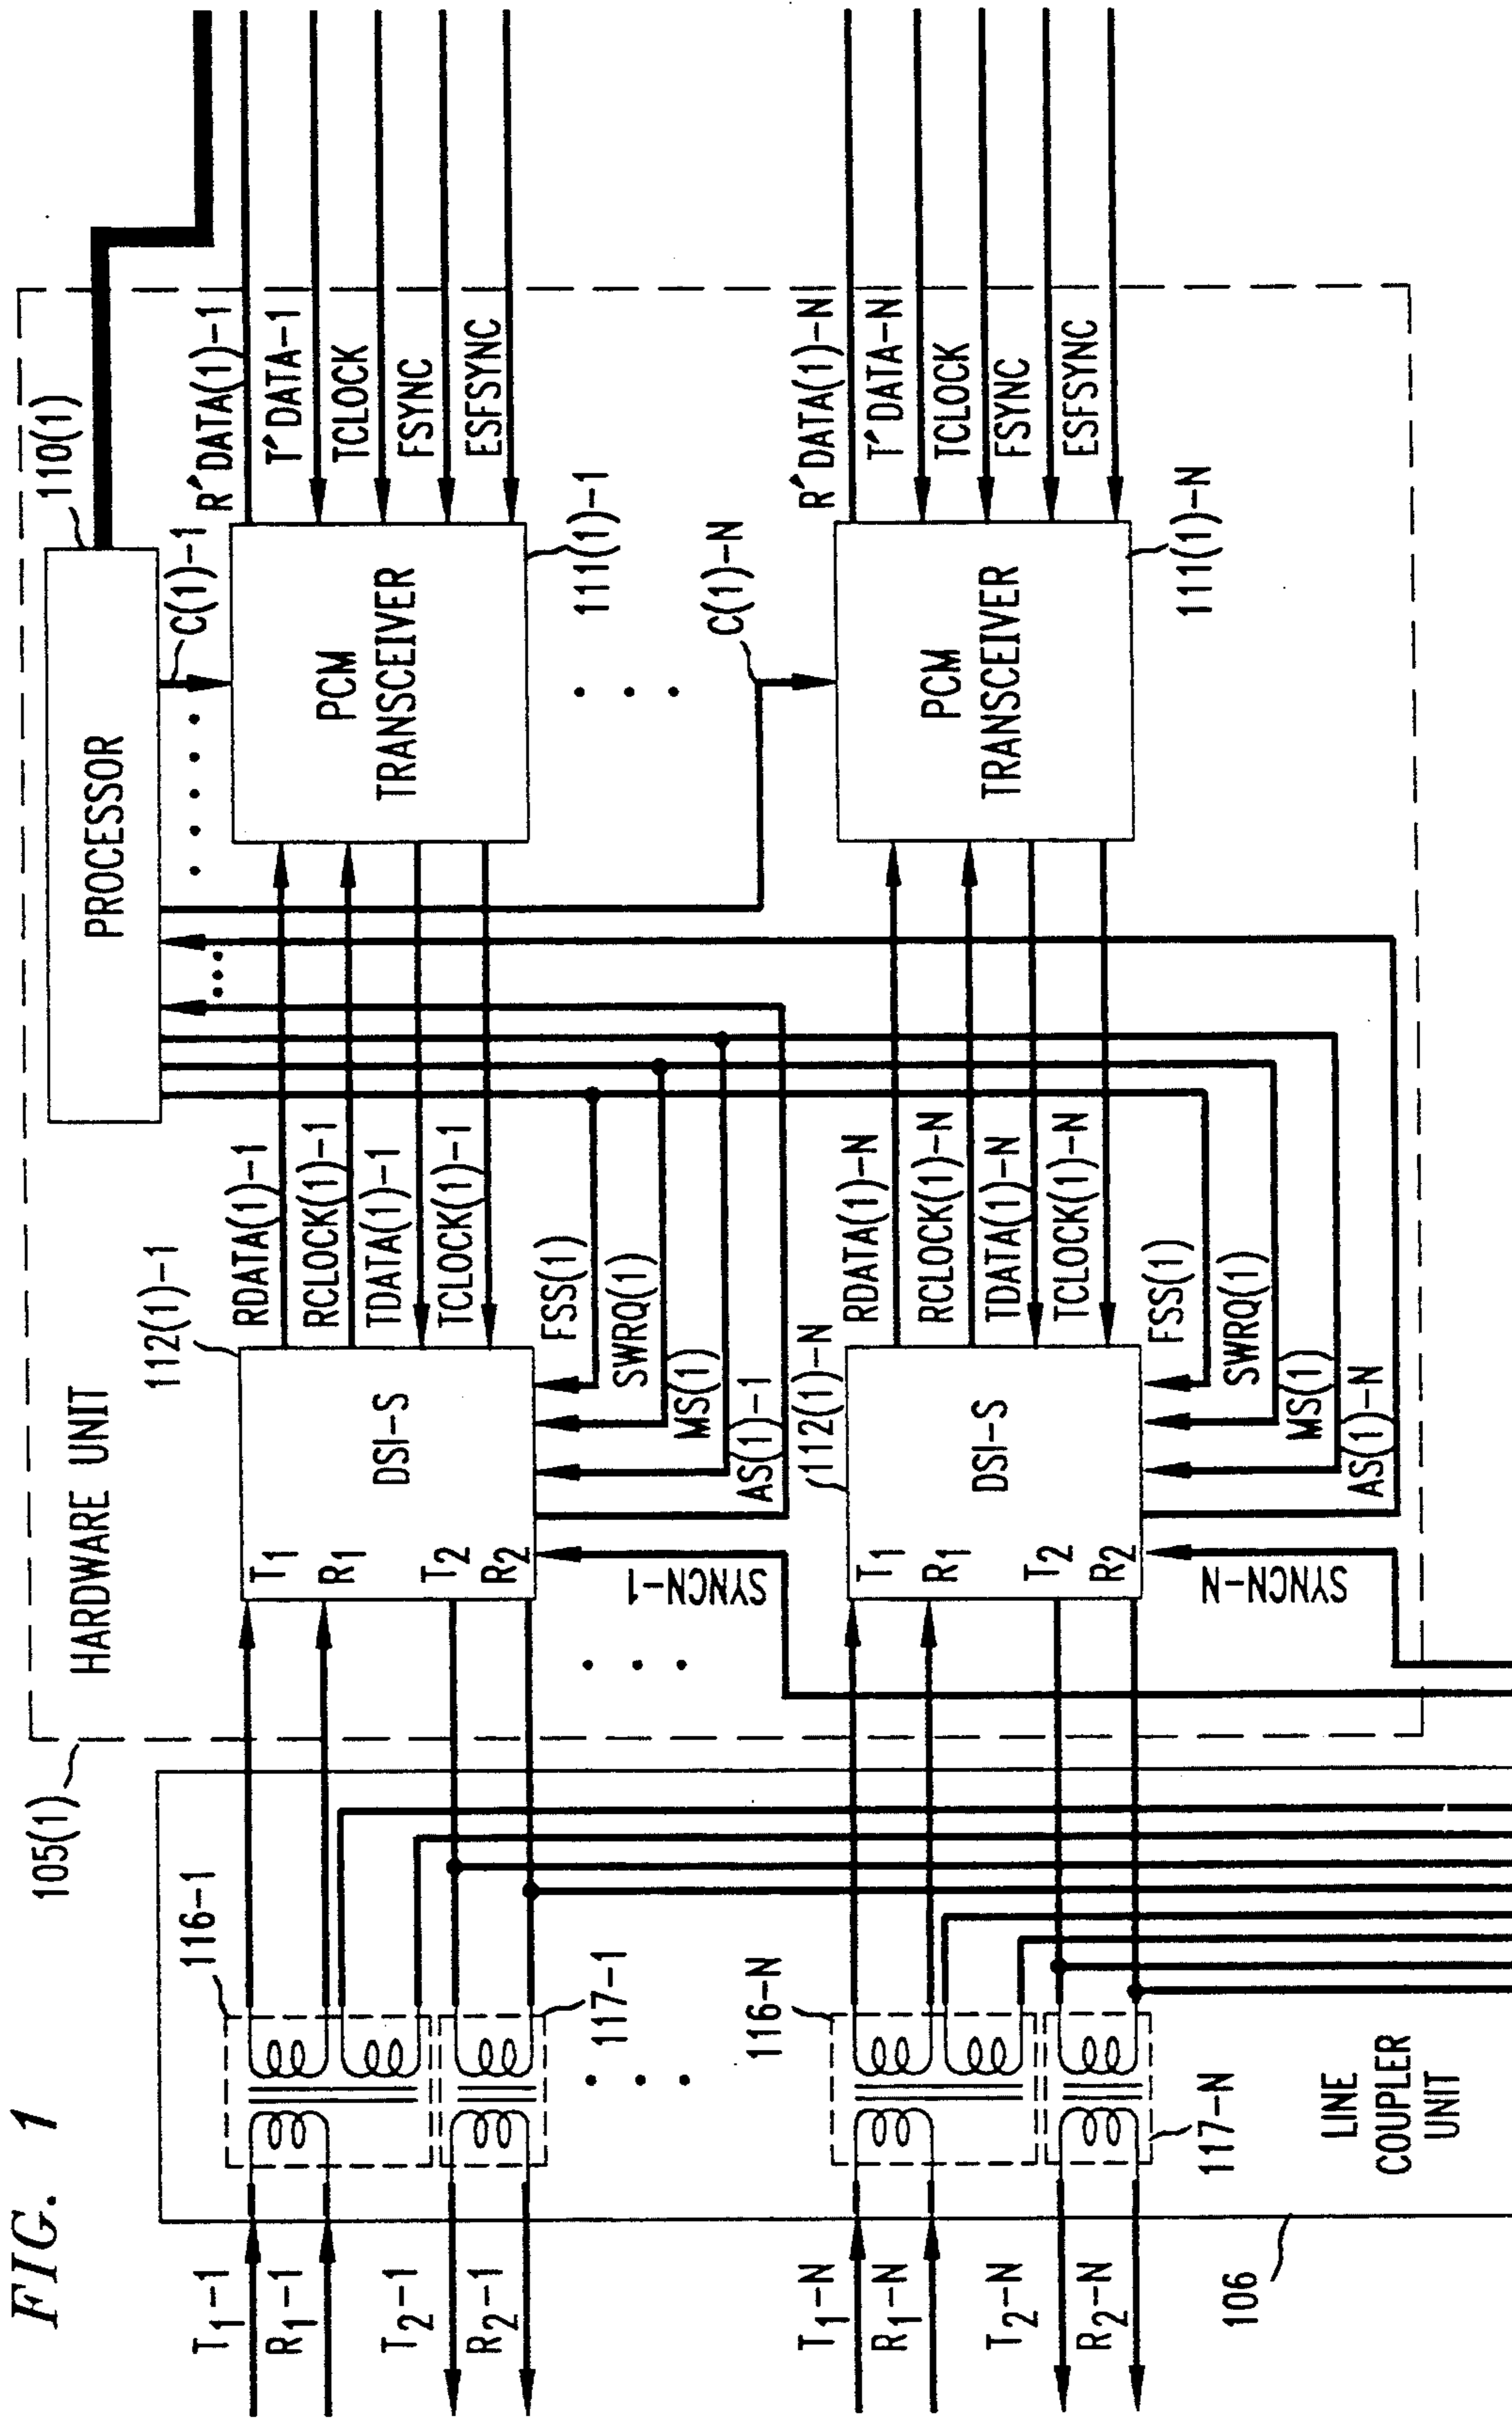 FIG. 1
105(1)
HARDWARE UNIT
110(1)
PROCESSOR
C(1)-1
112(1)-1
116-1
T1-1
R1-1
T2-1
R2-1
117-1
T1
R1
T2
R2
DSI-S
RDATA(1)-1
RCLOCK(1)-1
TDATA(1)-1
TCLOCK(1)-1
PCM
TRANSCEIVER
R'DATA(1)-1
T'DATA-1
TCLOCK
FSYNC
ESFSYNC
111(1)-1
FSS(1)
SWRQ(1)
MS(1)
AS(1)-1
SYNCN-1
C(1)-N
116-N
112(1)-N
T1-N
R1-N
T2-N
R2-N
117-N
T1
R1
T2
R2
DSI-S
RDATA(1)-N
RCLOCK(1)-N
TDATA(1)-N
TCLOCK(1)-N
PCM
TRANSCEIVER
R'DATA(1)-N
T'DATA-N
TCLOCK
FSYNC
ESFSYNC
111(1)-N
FSS(1)
SWRQ(1)
MS(1)
AS(1)-N
SYNCN-N
106
LINE
COUPLER
UNIT